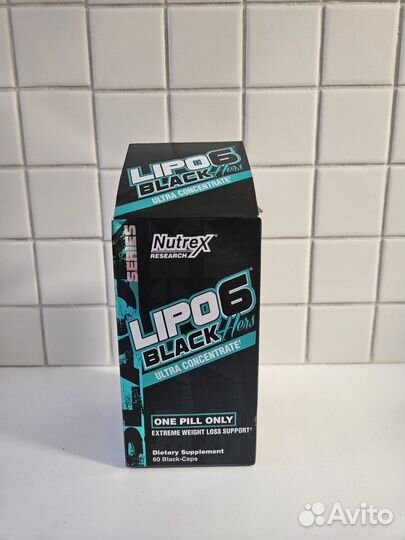 LIPO6
BLACK Hers
ULTRA CONCENTRATE†
SERIES
Nutrex
RESEARCH
LIPO6
BLACK Hers
ULTRA CONCENTRATE†
ONE PILL ONLY
EXTREME WEIGHT LOSS SUPPORT†
Dietary Supplement
60 Black-Caps
Avito